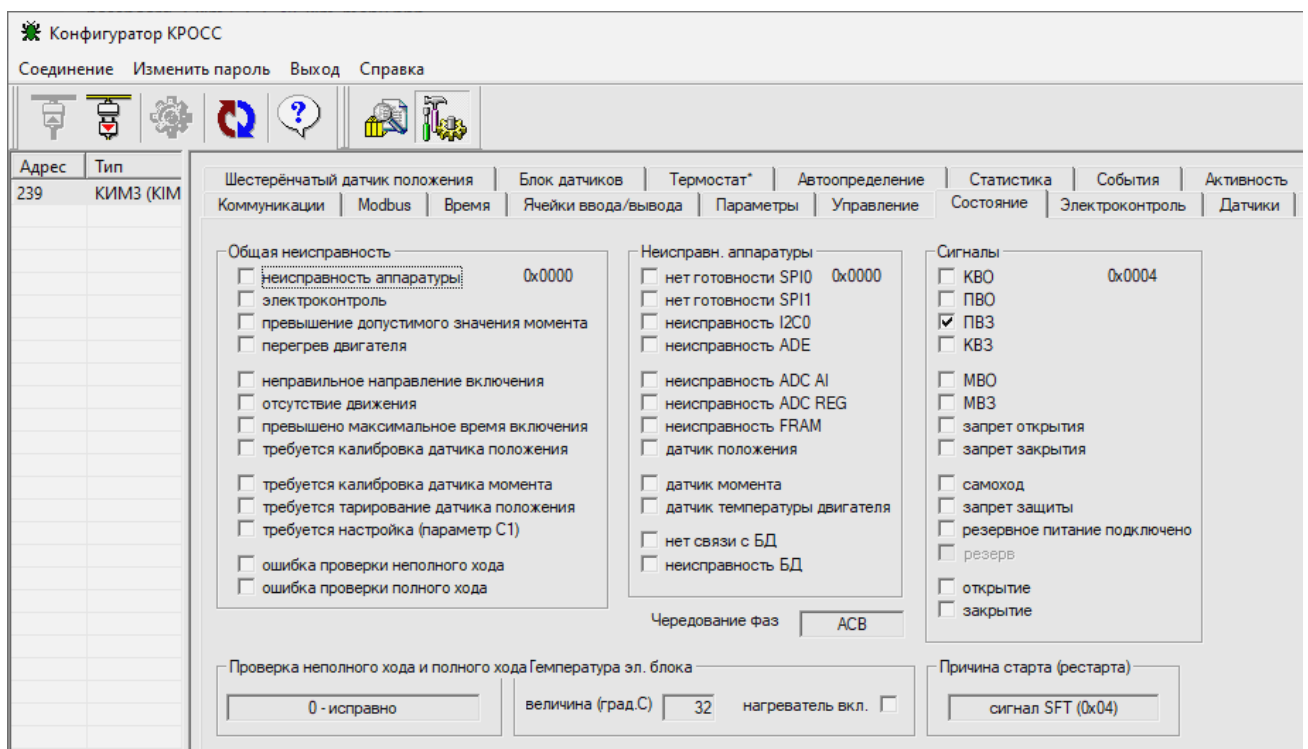 Конфигуратор КРОСС
Соединение Изменить пароль Выход Справка
Адрес Тип
239 КИМ3 (KIM
Шестерёнчатый датчик положения Блок датчиков Термостат* Автоопределение Статистика События Активность
Коммуникации Modbus Время Ячейки ввода/вывода Параметры Управление Состояние Электроконтроль Датчики
Общая неисправность
неисправность аппаратуры 0x0000
электроконтроль
превышение допустимого значения момента
перегрев двигателя
неправильное направление включения
отсутствие движения
превышено максимальное время включения
требуется калибровка датчика положения
требуется калибровка датчика момента
требуется тарирование датчика положения
требуется настройка (параметр C1)
ошибка проверки неполного хода
ошибка проверки полного хода
Неисправн. аппаратуры
нет готовности SPI0 0x0000
нет готовности SPI1
неисправность I2C0
неисправность ADE
неисправность ADC AI
неисправность ADC REG
неисправность FRAM
датчик положения
датчик момента
датчик температуры двигателя
нет связи с БД
неисправность БД
Чередование фаз ACB
Сигналы
КВО 0x0004
ПВО
ПВЗ
КВЗ
МВО
МВЗ
запрет открытия
запрет закрытия
самоход
запрет защиты
резервное питание подключено
резерв
открытие
закрытие
Проверка неполного хода и полного хода
0 - исправно
Температура эл. блока
величина (град.С) 32 нагреватель вкл.
Причина старта (рестарта)
сигнал SFT (0x04)